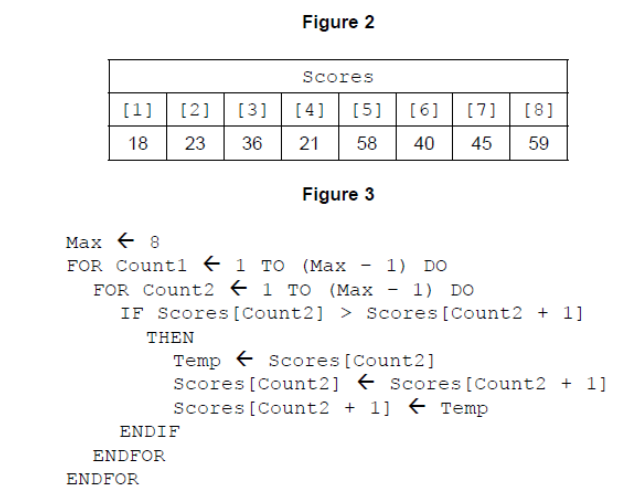 Figure 2
Scores
[1] [2] [3] [4] [5] [6] [7] [8]
18 23 36 21 58 40 45 59
Figure 3
Max ← 8
FOR Count1 ← 1 TO (Max - 1) DO
FOR Count2 ← 1 TO (Max - 1) DO
IF Scores[Count2] > Scores[Count2 + 1]
THEN
Temp ← Scores[Count2]
Scores[Count2] ← Scores[Count2 + 1]
Scores[Count2 + 1] ← Temp
ENDIF
ENDFOR
ENDFOR